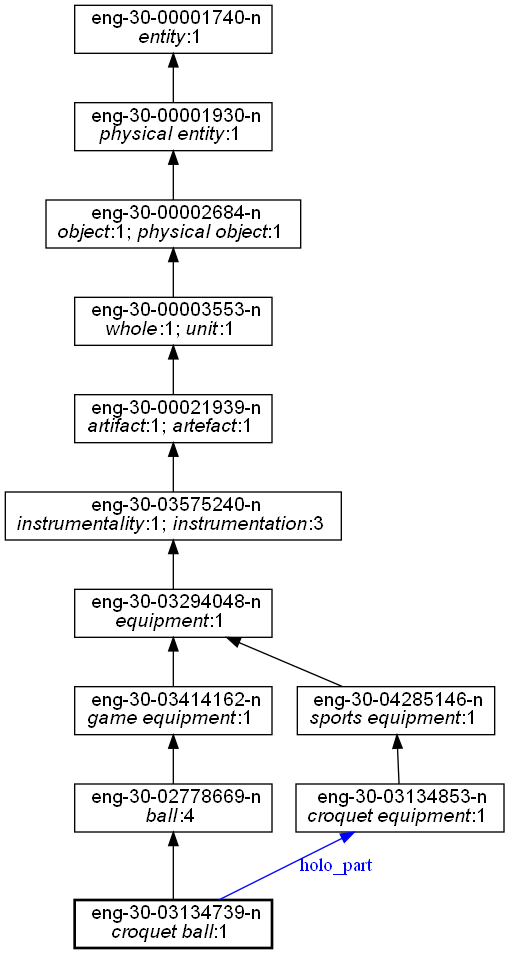 eng-30-00001740-n
entity:1
eng-30-00001930-n
physical entity:1
eng-30-00002684-n
object:1; physical object:1
eng-30-00003553-n
whole:1; unit:1
eng-30-00021939-n
artifact:1; artefact:1
eng-30-03575240-n
instrumentality:1; instrumentation:3
eng-30-03294048-n
equipment:1
eng-30-03414162-n
game equipment:1
eng-30-04285146-n
sports equipment:1
eng-30-02778669-n
ball:4
eng-30-03134853-n
croquet equipment:1
holo_part
eng-30-03134739-n
croquet ball:1